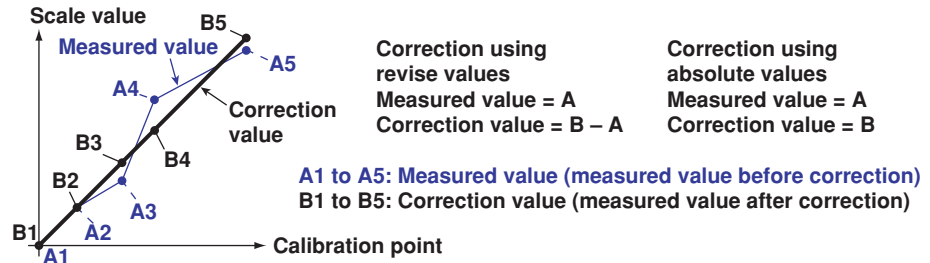 Scale value
B5
Measured value
A5
A4
Correction
value
B3
B4
B2
A3
A2
B1
A1
Calibration point
Correction using
revise values
Measured value = A
Correction value = B – A
Correction using
absolute values
Measured value = A
Correction value = B
A1 to A5: Measured value (measured value before correction)
B1 to B5: Correction value (measured value after correction)